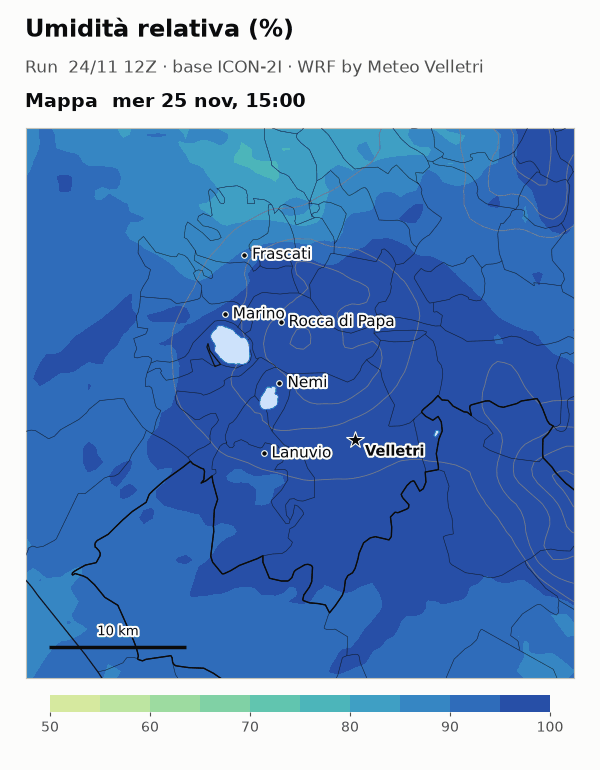 Umidità relativa (%)
Run  24/11 12Z · base ICON-2I · WRF by Meteo Velletri
Mappa  mer 25 nov, 15:00
Frascati
Marino
Rocca di Papa
Nemi
Velletri
Lanuvio
10 km
50 60 70 80 90 100